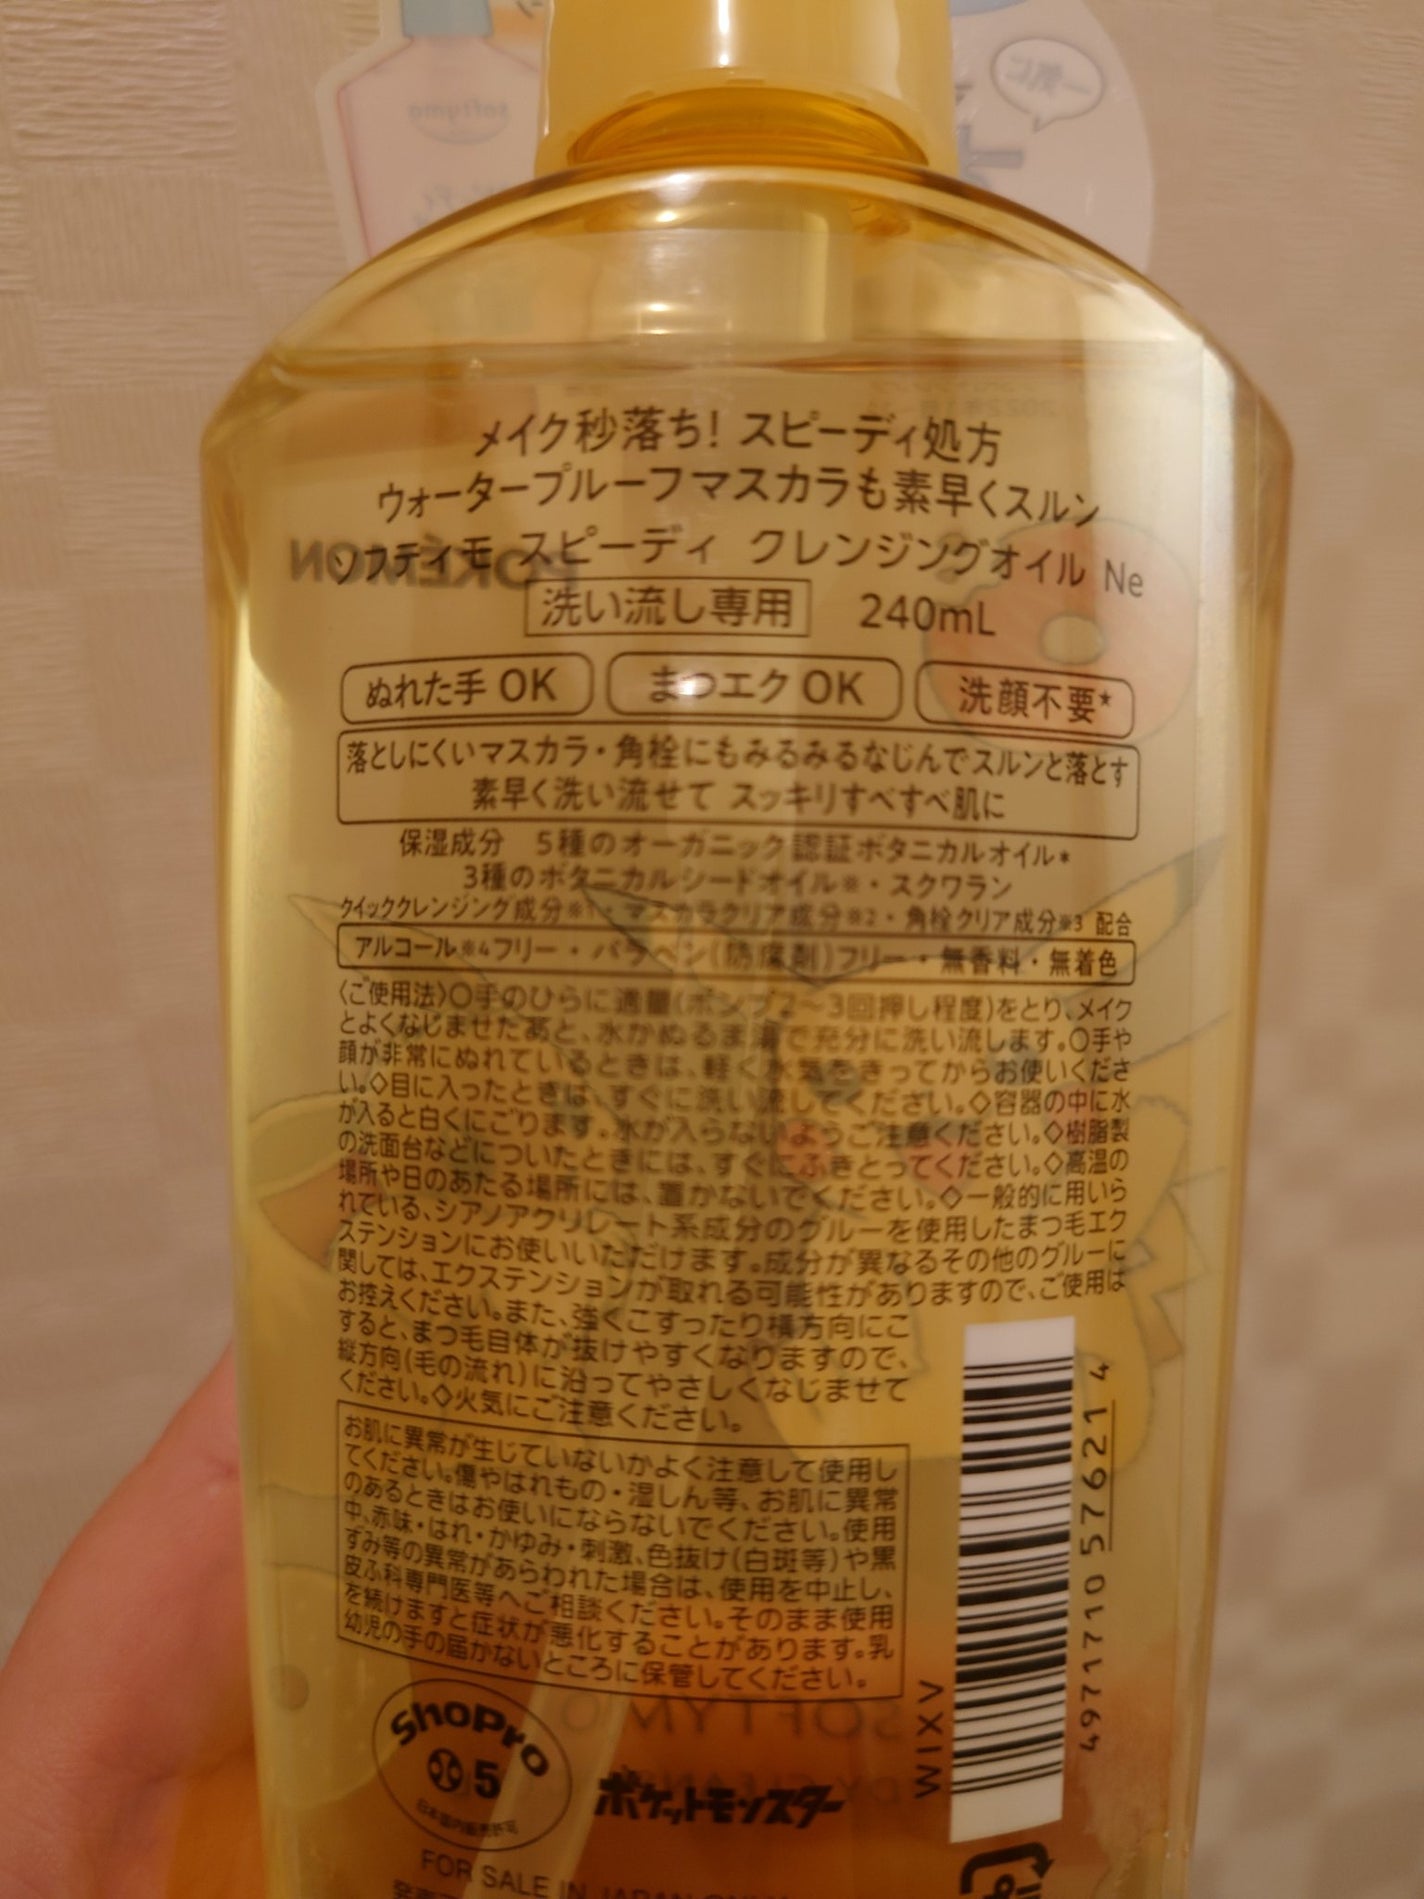 一気に
softymo
メイク秒落ち! スピーディ処方
ウォータープルーフマスカラも素早くスルン
POKÉMON
ソフティモ スピーディ クレンジングオイル Ne
洗い流し専用 240mL
ぬれた手 OK まつエク OK 洗顔不要*
落としにくいマスカラ・角栓にもみるみるなじんでスルンと落とす
素早く洗い流せて スッキリすべすべ肌に
保湿成分 5種のオーガニック認証ボタニカルオイル*
3種のボタニカルシードオイル※・スクワラン
クイッククレンジング成分※1・マスカラクリア成分※2・角栓クリア成分※3 配合
アルコール※4フリー・パラベン(防腐剤)フリー・無香料・無着色
〈ご使用法〉〇手のひらに適量(ポンプ2〜3回押し程度)をとり、メイク
とよくなじませたあと、水かぬるま湯で充分に洗い流します。〇手や
顔が非常にぬれているときは、軽く水気をきってからお使いくださ
い。◇目に入ったときは、すぐに洗い流してください。◇容器の中に水
が入ると白くにごります。水が入らないようご注意ください。◇樹脂製
の洗面台などについたときには、すぐにふきとってください。◇高温の
場所や日のあたる場所には、置かないでください。◇一般的に用いら
れている、シアノアクリレート系成分のグルーを使用したまつ毛エク
ステンションにお使いいただけます。成分が異なるその他のグルーに
関しては、エクステンションが取れる可能性がありますので、ご使用は
お控えください。また、強くこすったり横方向にこ
すると、まつ毛自体が抜けやすくなりますので、
縦方向(毛の流れ)に沿ってやさしくなじませて
ください。◇火気にご注意ください。
お肌に異常が生じていないかよく注意して使用し
てください。傷やはれもの・湿しん等、お肌に異常
のあるときはお使いにならないでください。使用
中、赤味・はれ・かゆみ・刺激、色抜け(白斑等)や黒
ずみ等の異常があらわれた場合は、使用を中止し、
皮ふ科専門医等へご相談ください。そのまま使用
を続けますと症状が悪化することがあります。乳
幼児の手の届かないところに保管してください。
4971710 57621 4
WIXV
SOFTYMO
ShoPro
5
日本国内販売許可
ポケットモンスター
FOR SALE IN JAPAN